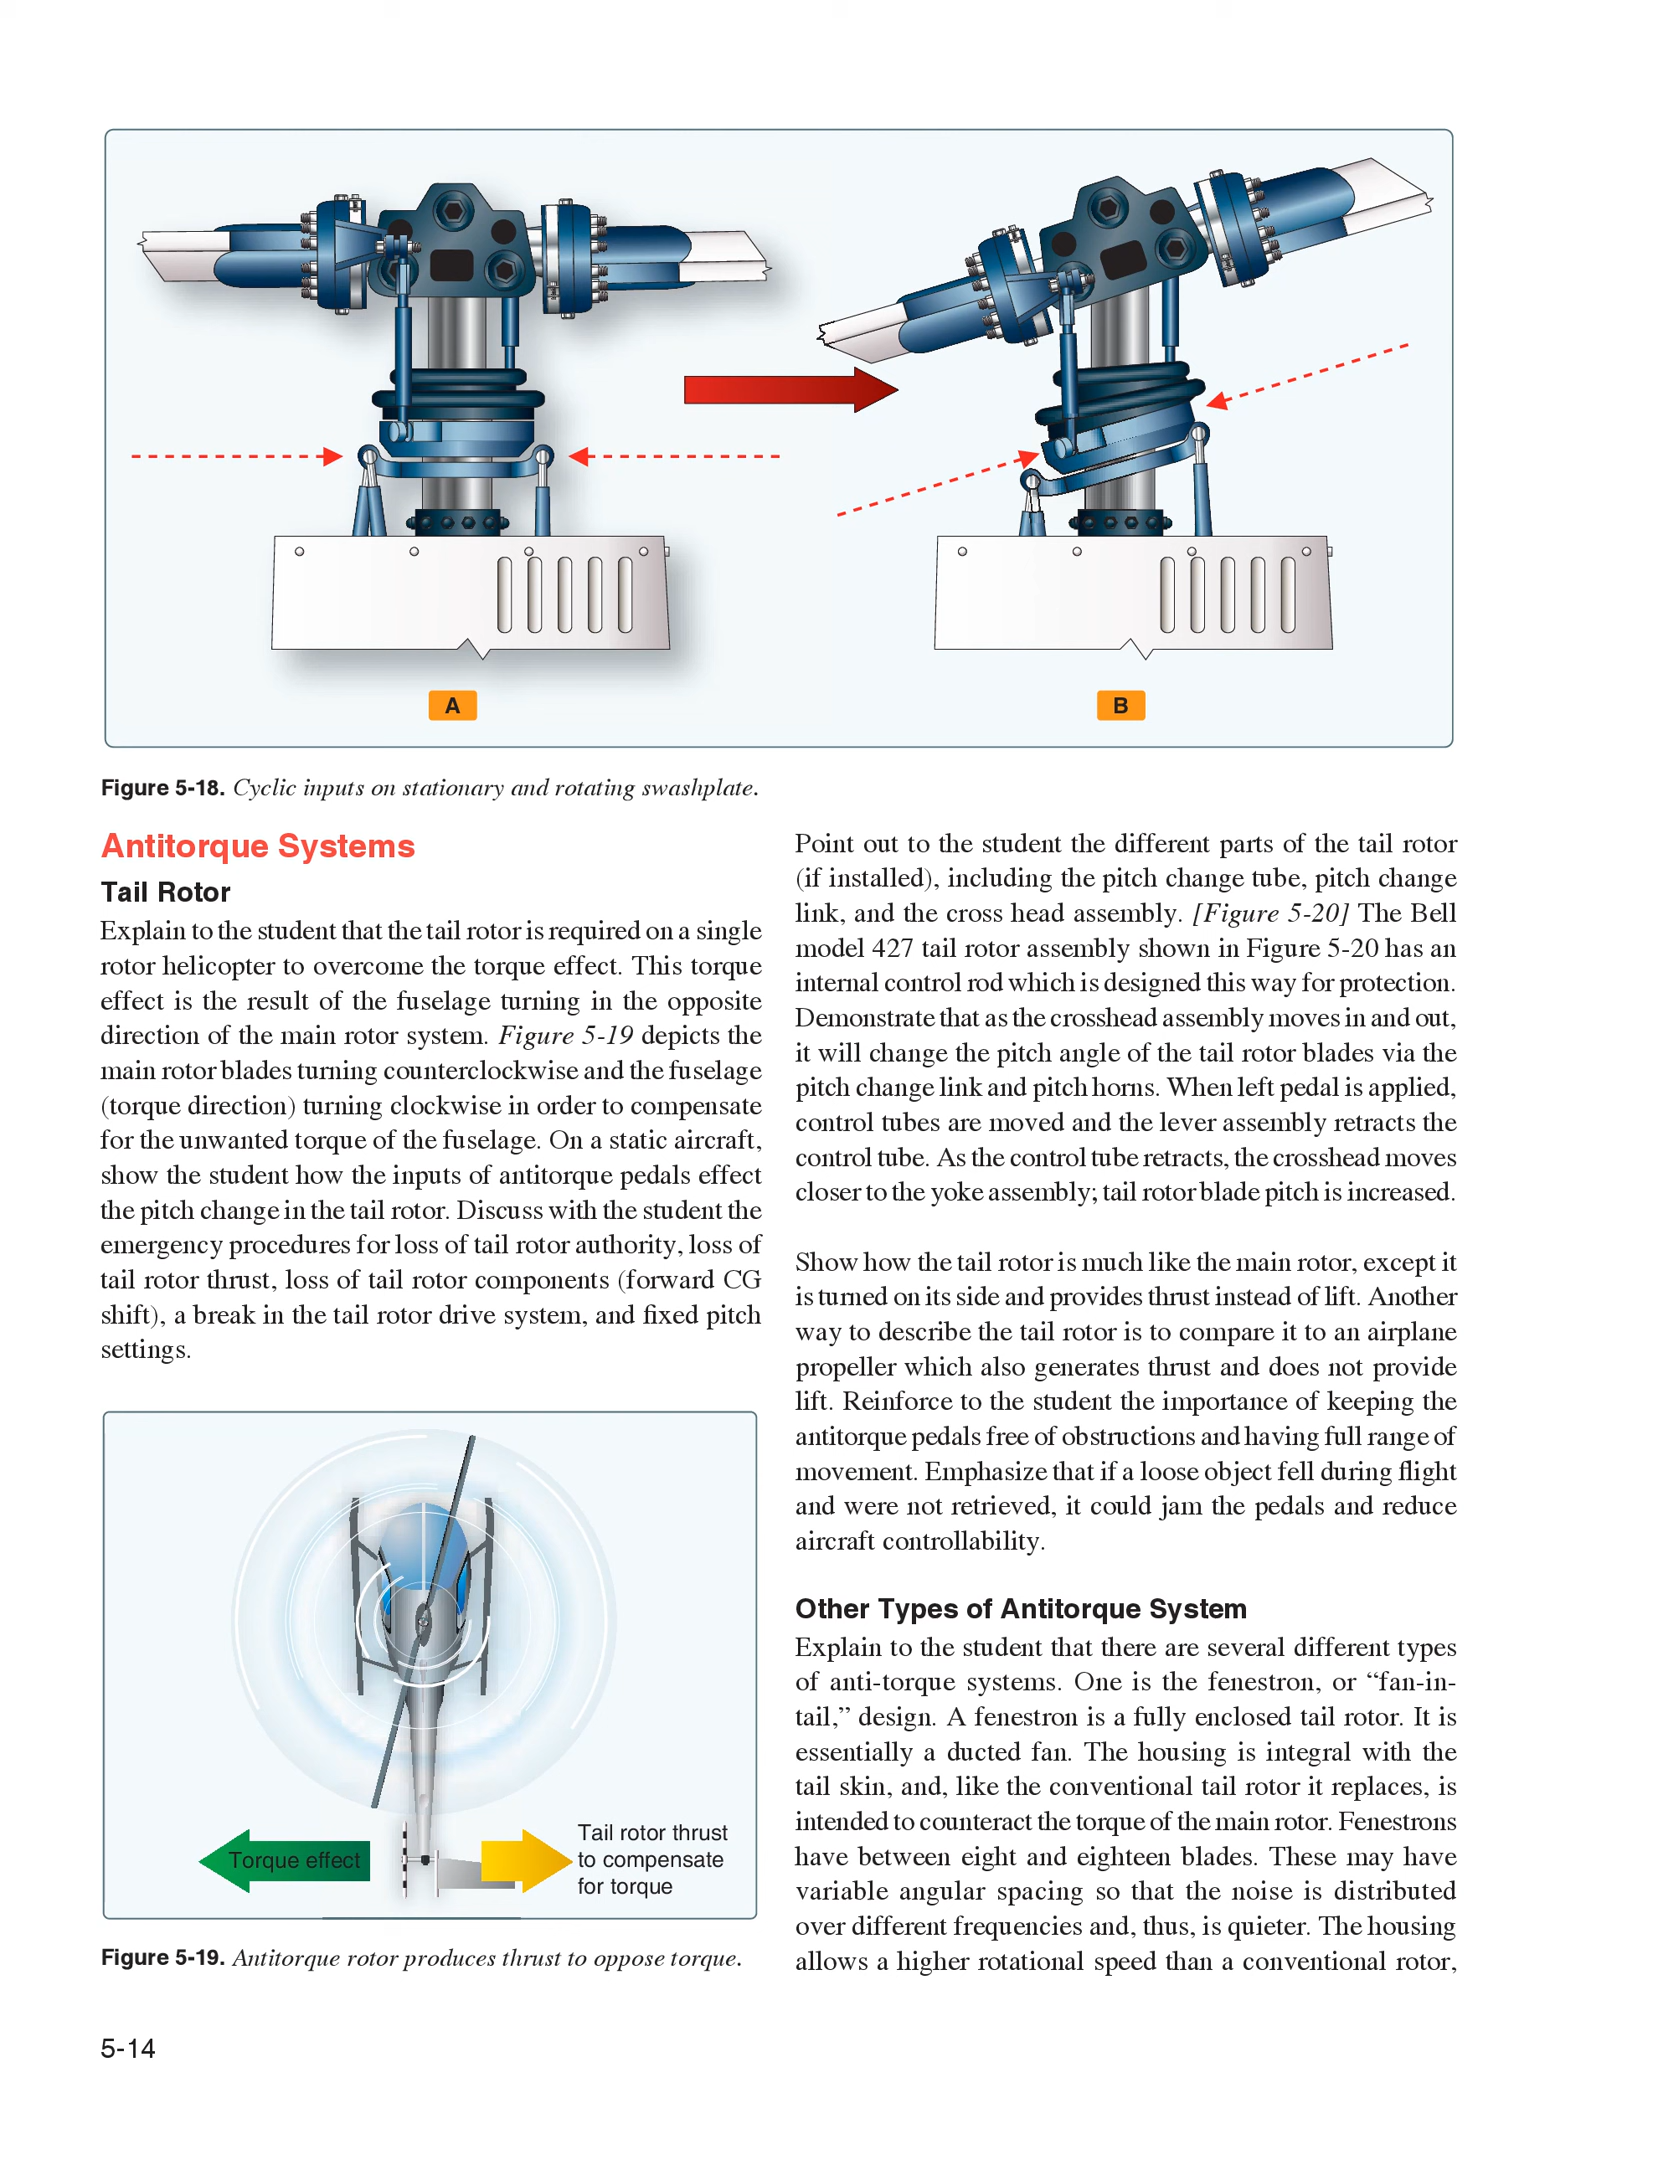 A
B
Figure 5-18. Cyclic inputs on stationary and rotating swashplate.
Antitorque Systems
Tail Rotor
Explain to the student that the tail rotor is required on a single
rotor helicopter to overcome the torque effect. This torque
effect is the result of the fuselage turning in the opposite
direction of the main rotor system. Figure 5-19 depicts the
main rotor blades turning counterclockwise and the fuselage
(torque direction) turning clockwise in order to compensate
for the unwanted torque of the fuselage. On a static aircraft,
show the student how the inputs of antitorque pedals effect
the pitch change in the tail rotor. Discuss with the student the
emergency procedures for loss of tail rotor authority, loss of
tail rotor thrust, loss of tail rotor components (forward CG
shift), a break in the tail rotor drive system, and fixed pitch
settings.
Torque effect
Tail rotor thrust
to compensate
for torque
Figure 5-19. Antitorque rotor produces thrust to oppose torque.
Point out to the student the different parts of the tail rotor
(if installed), including the pitch change tube, pitch change
link, and the cross head assembly. [Figure 5-20] The Bell
model 427 tail rotor assembly shown in Figure 5-20 has an
internal control rod which is designed this way for protection.
Demonstrate that as the crosshead assembly moves in and out,
it will change the pitch angle of the tail rotor blades via the
pitch change link and pitch horns. When left pedal is applied,
control tubes are moved and the lever assembly retracts the
control tube. As the control tube retracts, the crosshead moves
closer to the yoke assembly; tail rotor blade pitch is increased.
Show how the tail rotor is much like the main rotor, except it
is turned on its side and provides thrust instead of lift. Another
way to describe the tail rotor is to compare it to an airplane
propeller which also generates thrust and does not provide
lift. Reinforce to the student the importance of keeping the
antitorque pedals free of obstructions and having full range of
movement. Emphasize that if a loose object fell during flight
and were not retrieved, it could jam the pedals and reduce
aircraft controllability.
Other Types of Antitorque System
Explain to the student that there are several different types
of anti-torque systems. One is the fenestron, or “fan-in-
tail,” design. A fenestron is a fully enclosed tail rotor. It is
essentially a ducted fan. The housing is integral with the
tail skin, and, like the conventional tail rotor it replaces, is
intended to counteract the torque of the main rotor. Fenestrons
have between eight and eighteen blades. These may have
variable angular spacing so that the noise is distributed
over different frequencies and, thus, is quieter. The housing
allows a higher rotational speed than a conventional rotor,
5-14